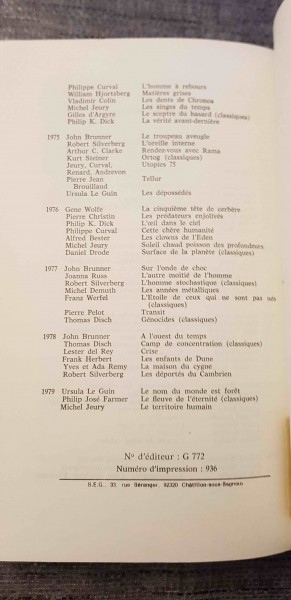 Philippe Curval L'homme à rebours
William Hjortsberg Matières grises
Vladimir Colin Les dents de Chronos
Michel Jeury Les singes du temps
Gilles d'Argyre Le sceptre du hasard (classiques)
Philip K. Dick La vérité avant-dernière
1975 John Brunner Le troupeau aveugle
Robert Silverberg L'oreille interne
Arthur C. Clarke Rendez-vous avec Rama
Kurt Steiner Ortog (classiques)
Jeury, Curval, Utopies 75
Renard, Andrevon
Pierre Jean Tellur
Brouillaud
Ursula Le Guin Les dépossédés
1976 Gene Wolfe La cinquième tête de cerbère
Pierre Christin Les prédateurs enjolivés
Philip K. Dick L'œil dans le ciel
Philippe Curval Cette chère humanité
Alfred Bester Les clowns de l'Eden
Michel Jeury Soleil chaud poisson des profondeurs
Daniel Drode Surface de la planète (classiques)
1977 John Brunner Sur l'onde de choc
Joanna Russ L'autre moitié de l'homme
Robert Silverberg L'homme stochastique (classiques)
Michel Demuth Les années métalliques
Franz Werfel L'Etoile de ceux qui ne sont pas nés
(classiques)
Pierre Pelot Transit
Thomas Disch Génocides (classiques)
1978 John Brunner A l'ouest du temps
Thomas Disch Camp de concentration (classiques)
Lester del Rey Crise
Frank Herbert Les enfants de Dune
Yves et Ada Remy La maison du cygne
Robert Silverberg Les déportés du Cambrien
1979 Ursula Le Guin Le nom du monde est forêt
Philip José Farmer Le fleuve de l'éternité (classiques)
Michel Jeury Le territoire humain
N° d'éditeur : G 772
Numéro d'impression : 936
S.E.G., 33, rue Béranger, 92320 Châtillon-sous-Bagneux